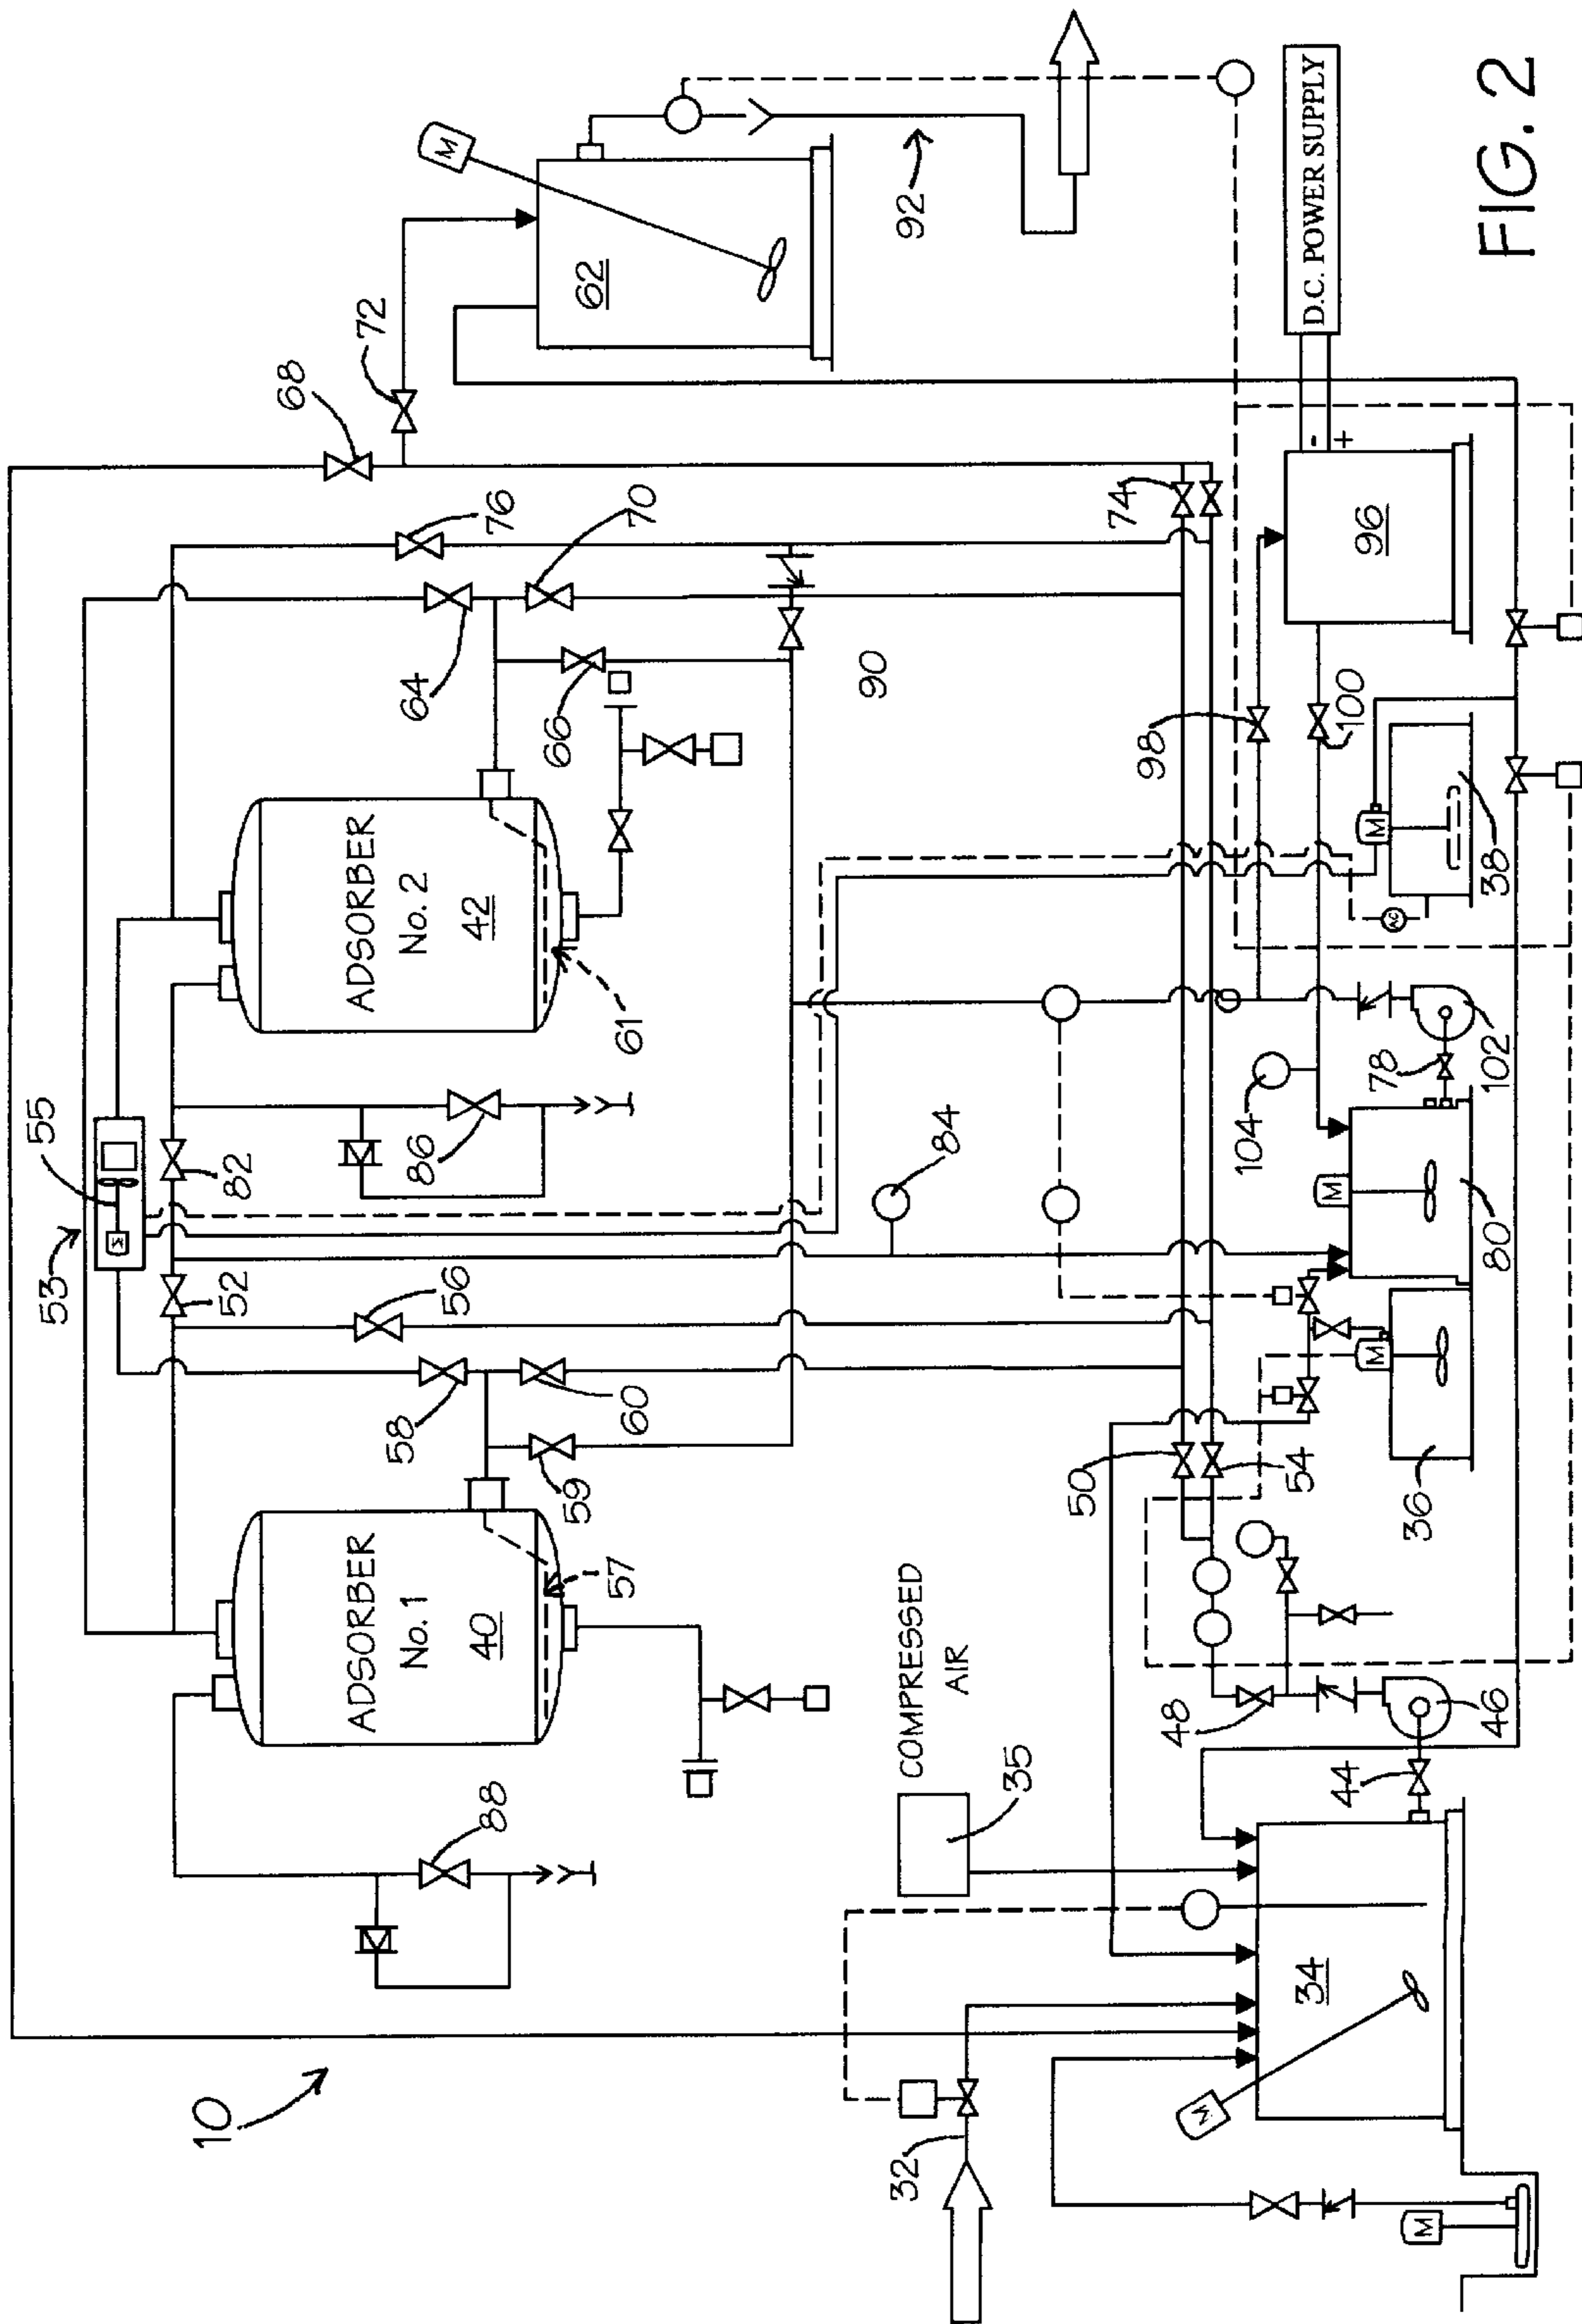 10
53
55
52
82
56
58
60
59
ADSORBER
No. 1
40
57
88
ADSORBER
No. 2
42
61
86
84
64
76
70
66
90
68
72
M
62
92
74
98
100
D.C. POWER SUPPLY
-
+
96
M
38
AC
102
78
104
M
80
M
36
50
54
48
46
44
COMPRESSED
AIR
35
32
34
M
M
M
FIG. 2